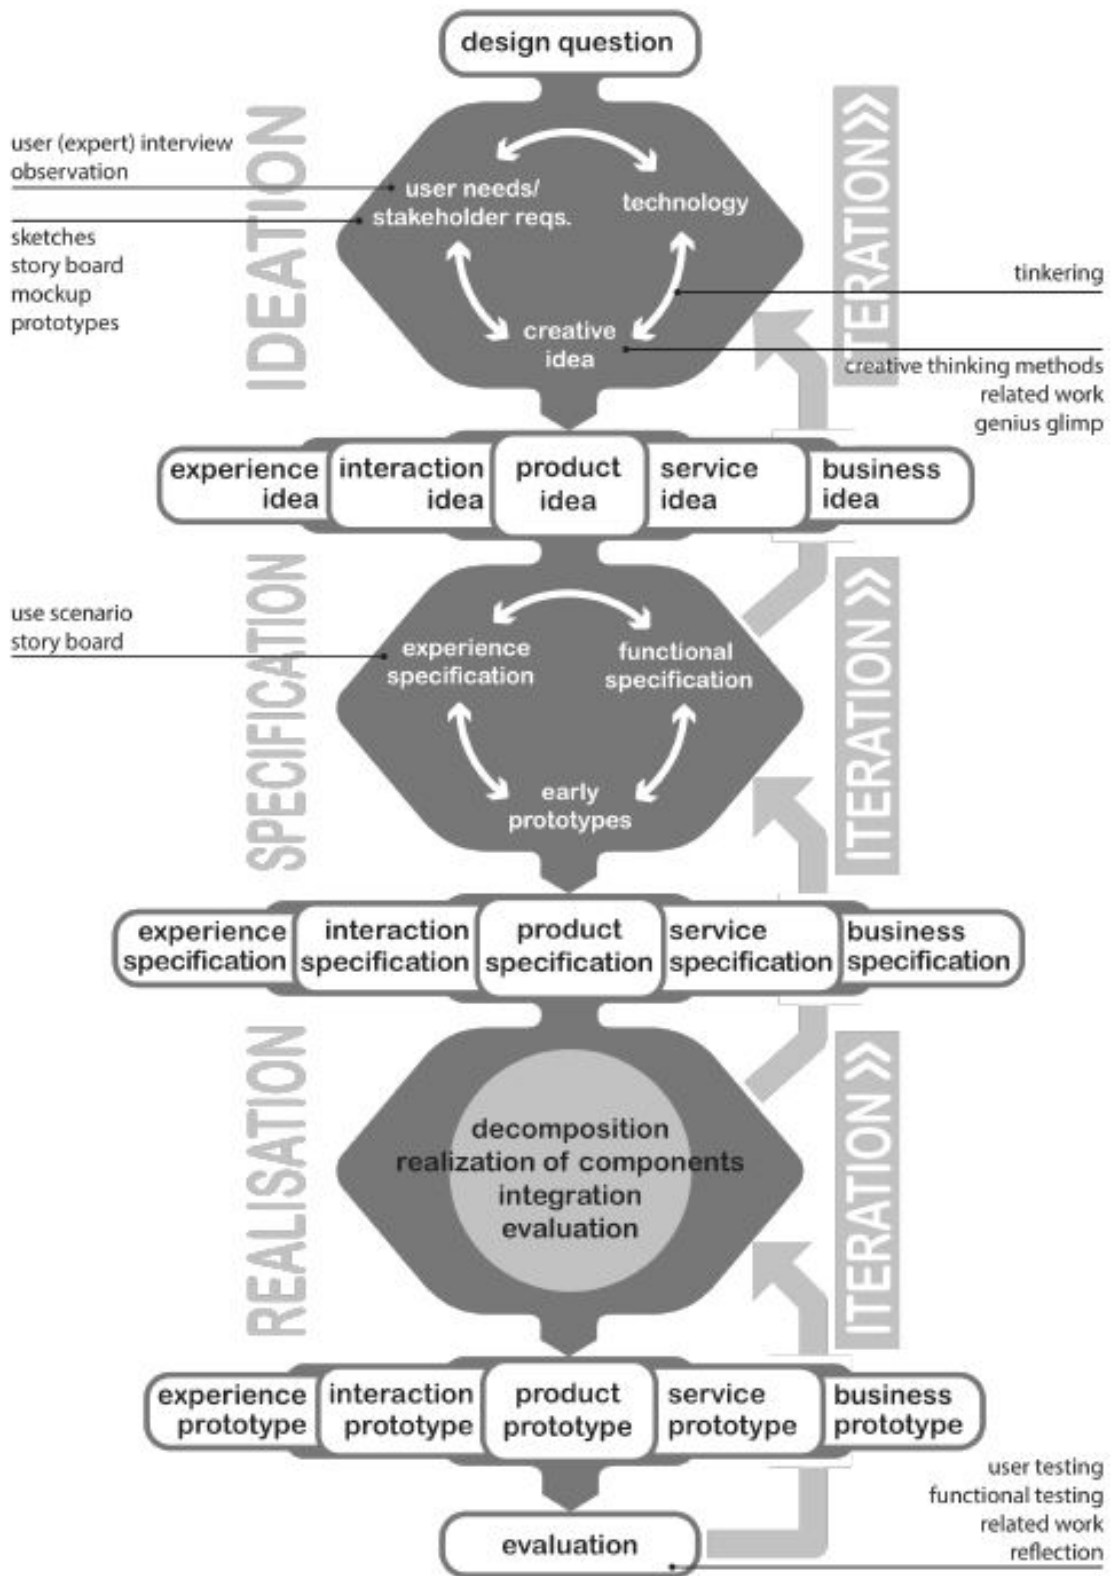 design question
IDEATION
ITERATION
user (expert) interview
observation
user needs/
stakeholder reqs.
technology
sketches
story board
mockup
prototypes
tinkering
creative
idea
creative thinking methods
related work
genius glimp
experience
idea
interaction
idea
product
idea
service
idea
business
idea
SPECIFICATION
ITERATION
use scenario
story board
experience
specification
functional
specification
early
prototypes
experience
specification
interaction
specification
product
specification
service
specification
business
specification
REALISATION
ITERATION
decomposition
realization of components
integration
evaluation
experience
prototype
interaction
prototype
product
prototype
service
prototype
business
prototype
user testing
functional testing
related work
reflection
evaluation